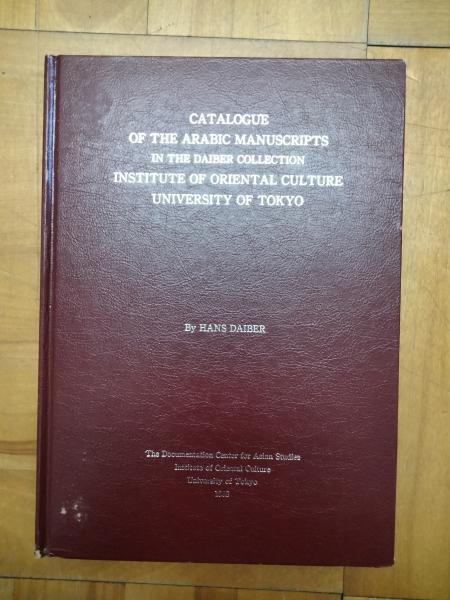 CATALOGUE
OF THE ARABIC MANUSCRIPTS
IN THE DAIBER COLLECTION
INSTITUTE OF ORIENTAL CULTURE
UNIVERSITY OF TOKYO
By HANS DAIBER
The Documentation Center for Asian Studies
Institute of Oriental Culture
University of Tokyo